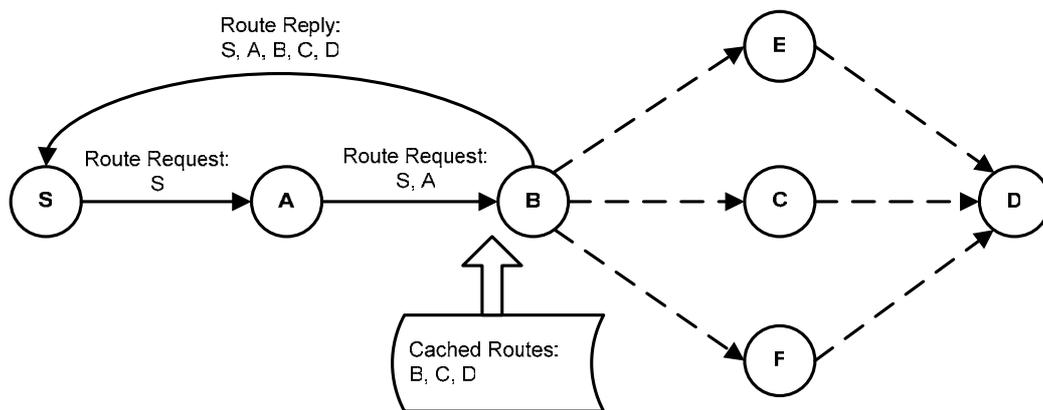 Route Reply:
S, A, B, C, D
E
Route Request:
S
Route Request:
S, A
S
A
B
C
D
Cached Routes:
B, C, D
F